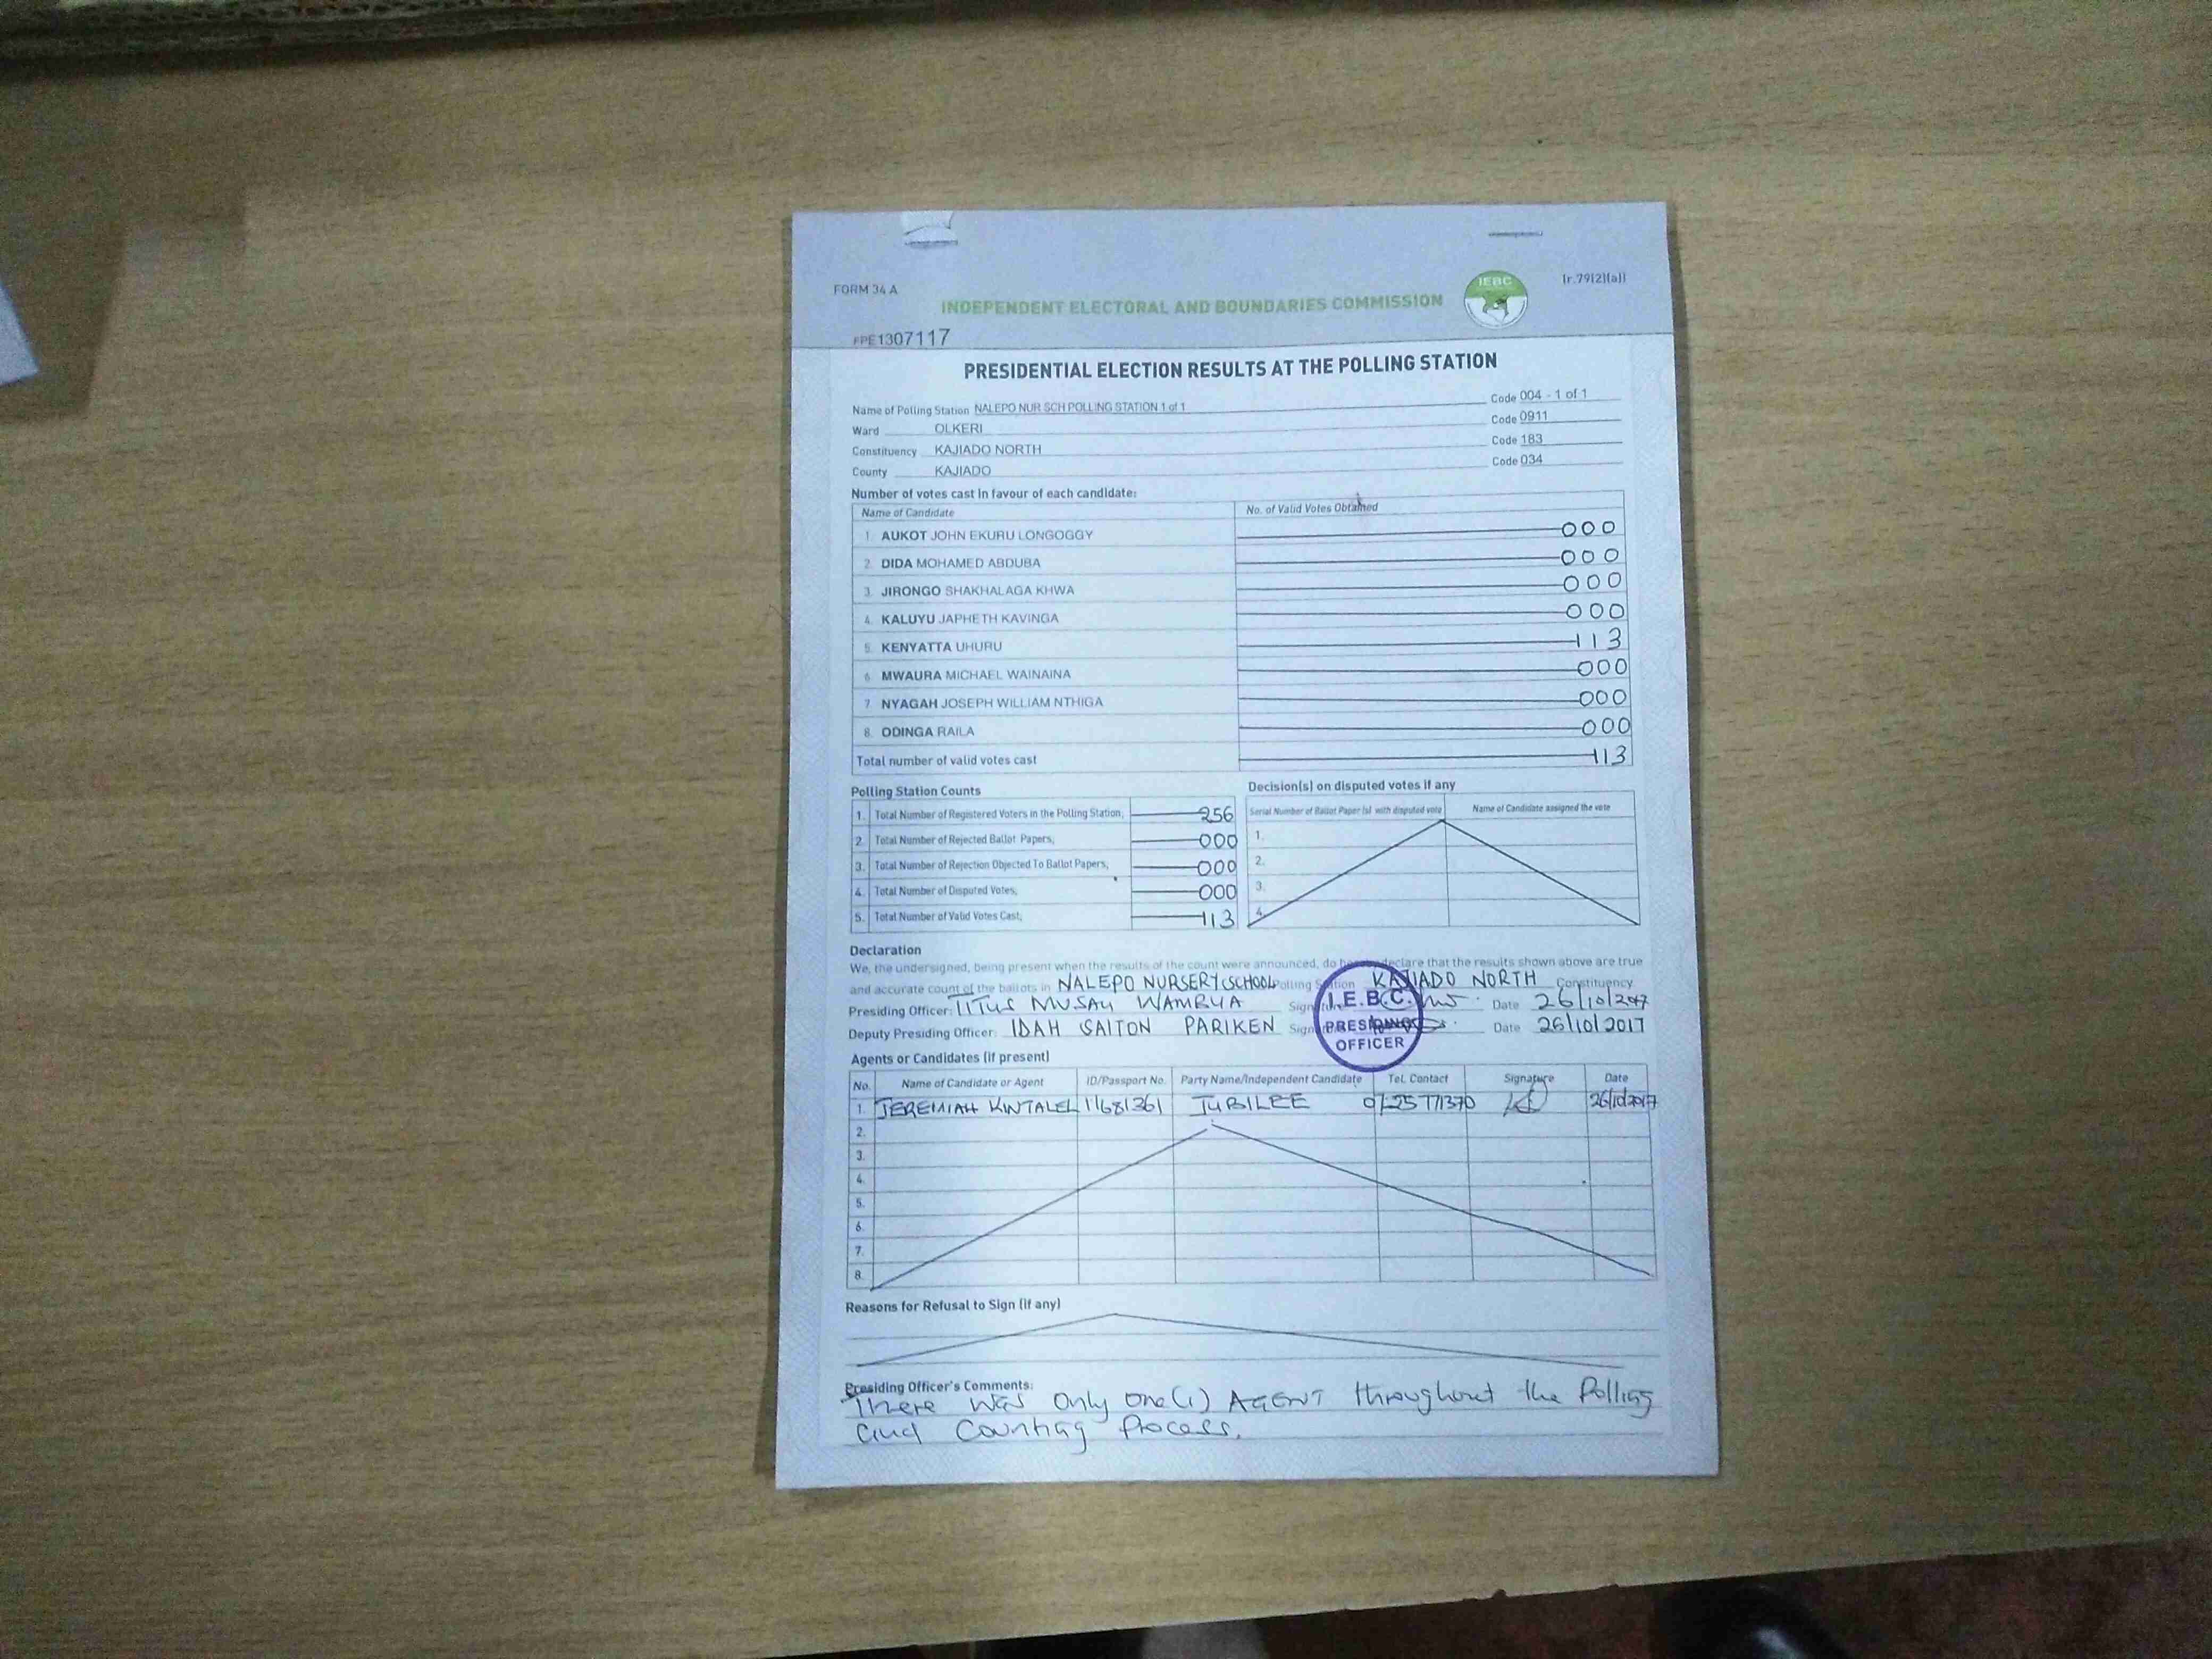 FORM 34 A
[r.79(2)(a)]
IEBC
INDEPENDENT ELECTORAL AND BOUNDARIES COMMISSION
FPE1307117
PRESIDENTIAL ELECTION RESULTS AT THE POLLING STATION
Name of Polling Station NALEPO NUR SCH POLLING STATION 1 of 1 Code 004 - 1 of 1
Ward OLKERI Code 0911
Constituency KAJIADO NORTH Code 183
County KAJIADO Code 034
Number of votes cast in favour of each candidate:
Name of Candidate No. of Valid Votes Obtained
1. AUKOT JOHN EKURU LONGOGGY 000
2. DIDA MOHAMED ABDUBA 000
3. JIRONGO SHAKHALAGA KHWA 000
4. KALUYU JAPHETH KAVINGA 000
5. KENYATTA UHURU 113
6. MWAURA MICHAEL WAINAINA 000
7. NYAGAH JOSEPH WILLIAM NTHIGA 000
8. ODINGA RAILA 000
Total number of valid votes cast 113
Polling Station Counts
1. Total Number of Registered Voters in the Polling Station; 256
2. Total Number of Rejected Ballot Papers; 000
3. Total Number of Rejection Objected To Ballot Papers; 000
4. Total Number of Disputed Votes; 000
5. Total Number of Valid Votes Cast; 113
Decision(s) on disputed votes if any
Serial Number of Ballot Paper (s) with disputed vote Name of Candidate assigned the vote
1.
2.
3.
4.
Declaration
We, the undersigned, being present when the results of the count were announced, do hereby declare that the results shown above are true
and accurate count of the ballots in NALEPO NURSERY SCHOOL Polling Station KAJIADO NORTH Constituency
Presiding Officer: TITUS MUSAU WAMBUA Signature Date 26/10/2017
Deputy Presiding Officer: IDAH SAITON PARIKEN Signature Date 26/10/2017
I.E.B.C.
PRESIDING
OFFICER
Agents or Candidates (if present)
No. Name of Candidate or Agent ID/Passport No. Party Name/Independent Candidate Tel. Contact Signature Date
1. JEREMIAH 11681361 JUBILEE 26/10/2017
2.
3.
4.
5.
6.
7.
8.
Reasons for Refusal to Sign (if any)
Presiding Officer's Comments:
There was only one(1) AGENT throughout the Polling
and Counting Process.